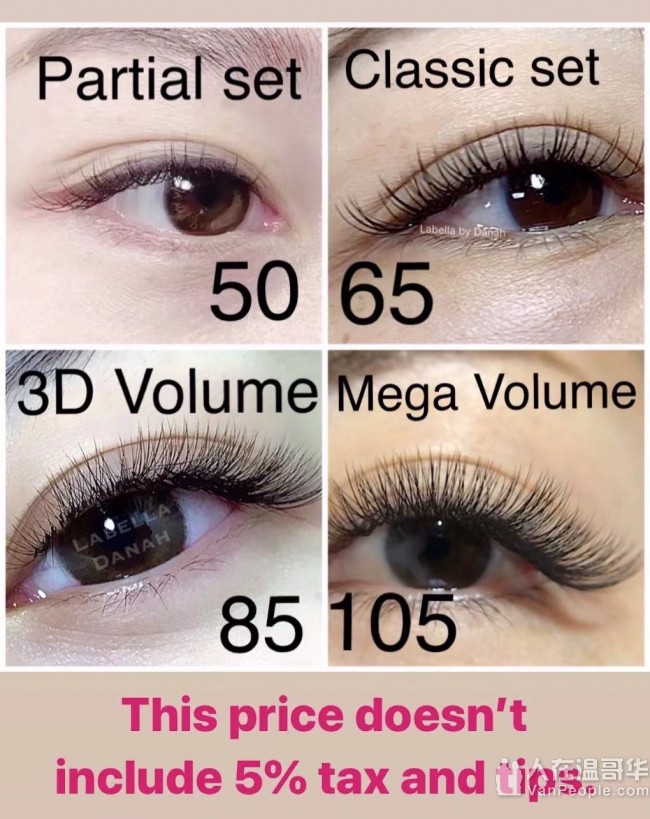 Partial set
Classic set
Labella by Danah
50
65
3D Volume
Mega Volume
LABELLA
DANAH
85
105
This price doesn't
include 5% tax and tips.
人在温哥华
VanPeople.com